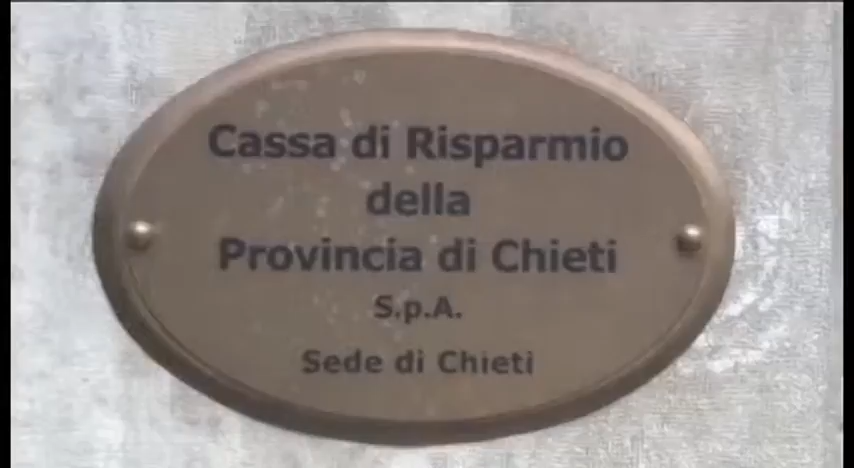 Cassa di Risparmio
della
Provincia di Chieti
S.p.A.
Sede di Chieti